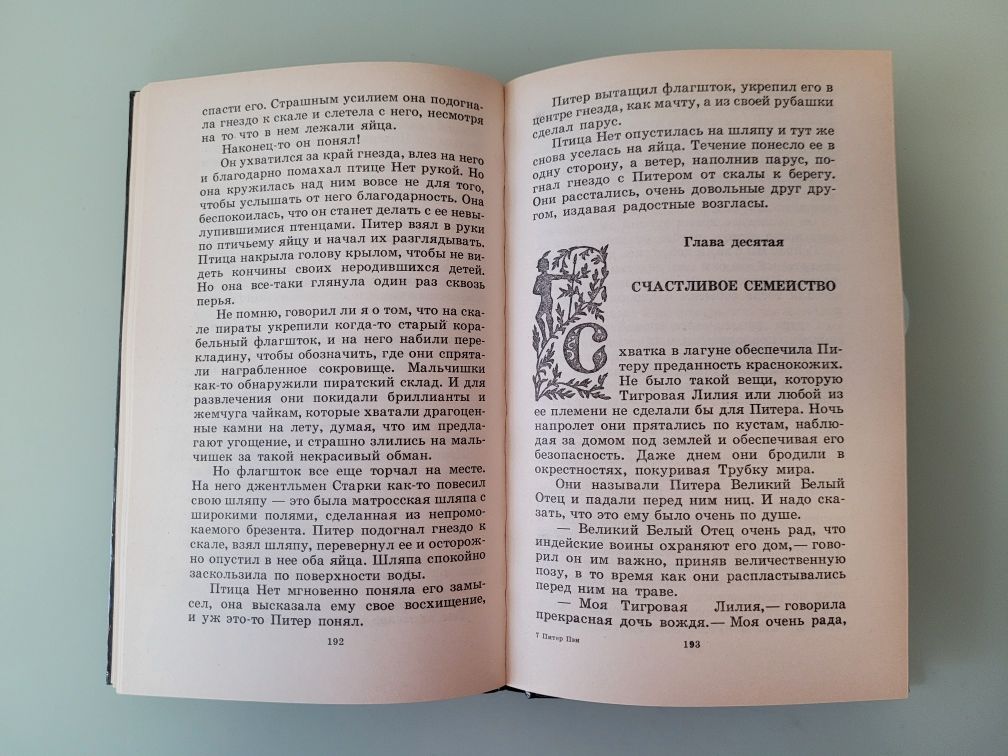 спасти его. Страшным усилием она подогна-
ла гнездо к скале и слетела с него, несмотря
на то, что в нем лежали яйца.
Наконец-то он понял!
Он ухватился за край гнезда, влез на него
и благодарно помахал птице Нет рукой. Но
она кружилась над ним вовсе не для того,
чтобы услышать от него благодарность. Она
беспокоилась, что он станет делать с ее невы-
лупившимися птенцами. Питер взял в руки
по птичьему яйцу и начал их разглядывать.
Птица накрыла голову крылом, чтобы не ви-
деть кончины своих неродившихся детей.
Но она все-таки глянула один раз сквозь
перья.
Не помню, говорил ли я о том, что на ска-
ле пираты укрепили когда-то старый кора-
бельный флагшток, и на него набили пере-
кладину, чтобы обозначить, где они спрята-
ли награбленное сокровище. Мальчишки
как-то обнаружили пиратский склад. И для
развлечения они покидали бриллианты и
жемчуга чайкам, которые хватали драгоцен-
ные камни на лету, думая, что им предла-
гают угощение, и страшно злились на маль-
чишек за такой некрасивый обман.
Но флагшток все еще торчал на месте.
На него джентльмен Старки как-то повесил
свою шляпу — это была матросская шляпа с
широкими полями, сделанная из непромо-
каемого брезента. Питер подогнал гнездо к
скале, взял шляпу, перевернул ее и осторож-
но опустил в нее оба яйца. Шляпа спокойно
заскользила по поверхности воды.
Птица Нет мгновенно поняла его замы-
сел, она высказала ему свое восхищение,
и уж это-то Питер понял.
192
Питер вытащил флагшток, укрепил его в
центре гнезда, как мачту, а из своей рубашки
сделал парус.
Птица Нет опустилась на шляпу и тут же
снова уселась на яйца. Течение понесло ее в
одну сторону, а ветер, наполнив парус, по-
гнал гнездо с Питером от скалы к берегу.
Они расстались, очень довольные друг дру-
гом, издавая радостные возгласы.
Глава десятая
СЧАСТЛИВОЕ СЕМЕЙСТВО
Схватка в лагуне обеспечила Пи-
теру преданность краснокожих.
Не было такой вещи, которую
Тигровая Лилия или любой из
ее племени не сделали бы для Питера. Ночь
напролет они прятались по кустам, наблю-
дая за домом под землей и обеспечивая его
безопасность. Даже днем они бродили в
окрестностях, покуривая Трубку мира.
Они называли Питера Великий Белый
Отец и падали перед ним ниц. И надо ска-
зать, что это ему было очень по душе.
— Великий Белый Отец очень рад, что
индейские воины охраняют его дом,— гово-
рил он им важно, приняв величественную
позу, в то время как они распластывались
перед ним на траве.
— Моя Тигровая Лилия,— говорила
прекрасная дочь вождя.— Моя очень рада,
7 Питер Пэн
193